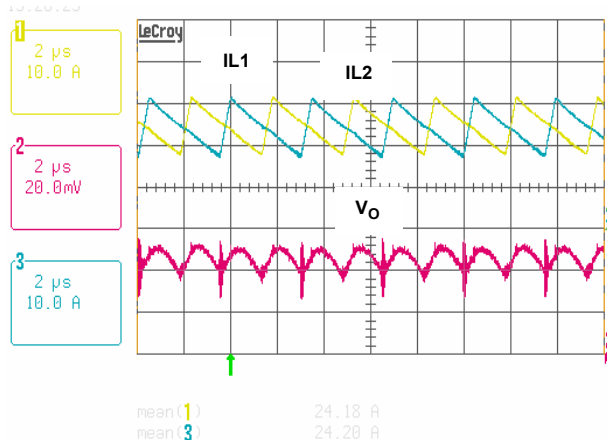 1
2 µs
10.0 A
2
2 µs
20.0mV
3
2 µs
10.0 A
LeCroy
IL1
IL2
VO
mean(1) 24.18 A
mean(3) 24.20 A